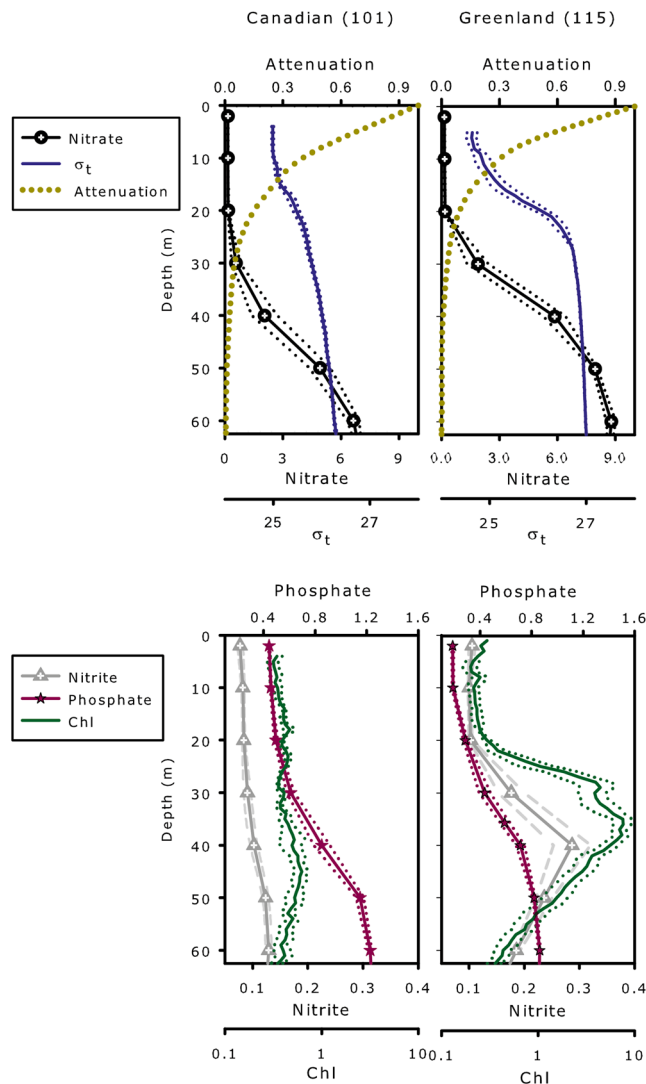 Canadian (101) Greenland (115)
Attenuation Attenuation
0.0 0.3 0.6 0.9 0.0 0.3 0.6 0.9
Nitrate
σt
Attenuation
Depth (m)
0
10
20
30
40
50
60
0 3 6 9 0.0 3.0 6.0 9.0
Nitrate Nitrate
25 27 25 27
σt σt
Phosphate Phosphate
0.4 0.8 1.2 1.6 0.4 0.8 1.2 1.6
Nitrite
Phosphate
Chl
Depth (m)
0
10
20
30
40
50
60
0.1 0.2 0.3 0.4 0.1 0.2 0.3 0.4
Nitrite Nitrite
0.1 1 10 0.1 1 10
Chl Chl